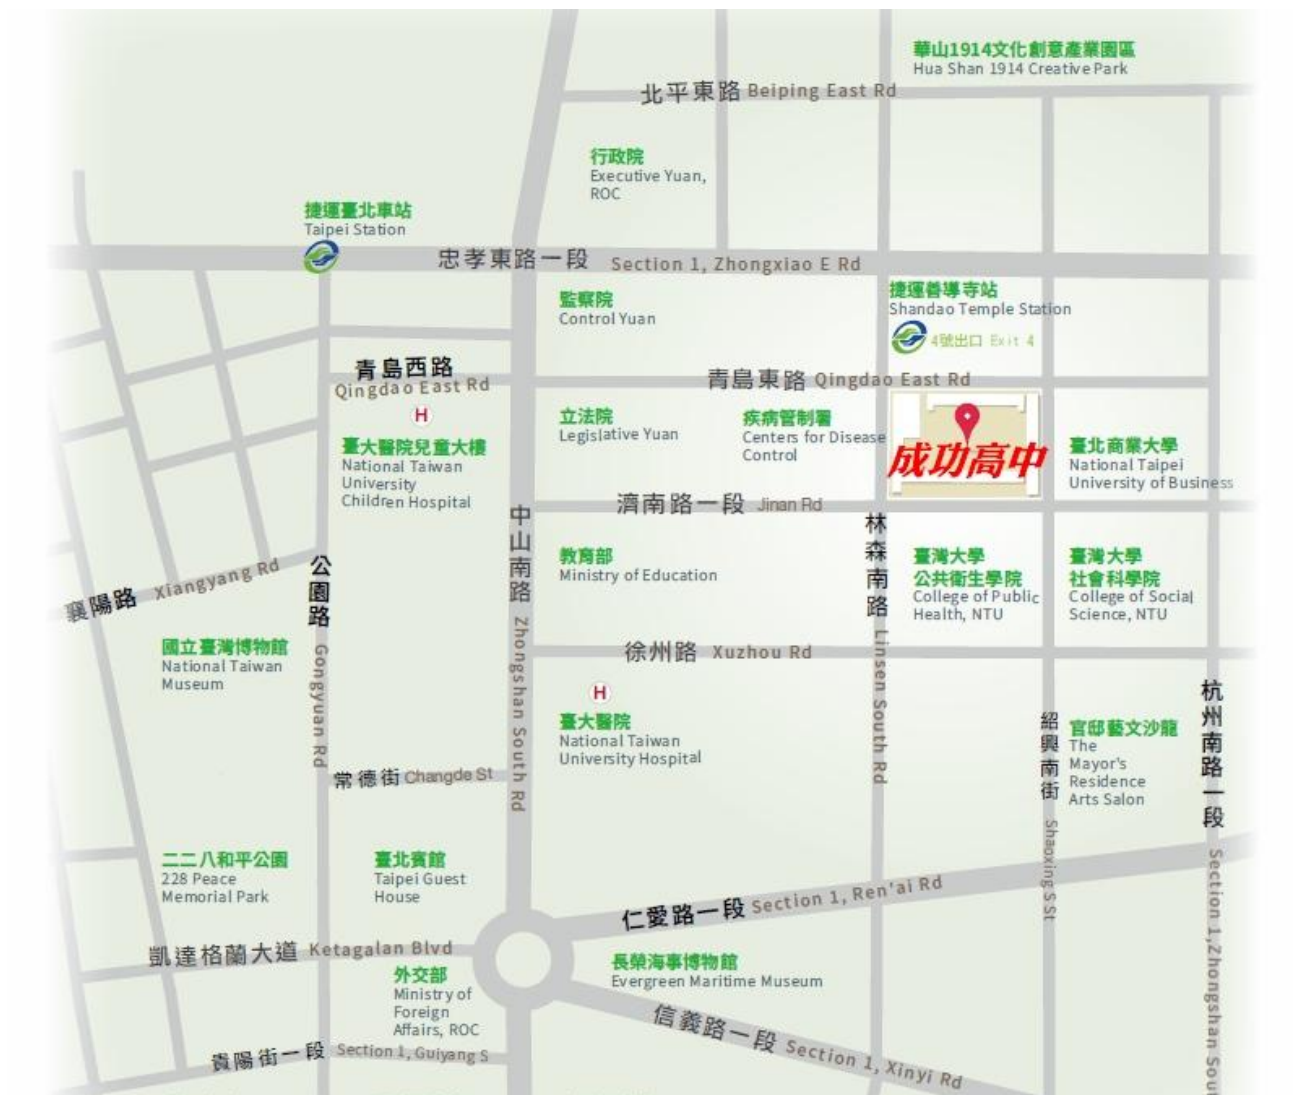 華山1914文化創意產業園區
Hua Shan 1914 Creative Park
北平東路 Beiping East Rd
行政院
Executive Yuan,
ROC
捷運臺北車站
Taipei Station
忠孝東路一段 Section 1, Zhongxiao E Rd
監察院
Control Yuan
捷運善導寺站
Shandao Temple Station
4號出口 Exit 4
青島西路
Qingdao East Rd
青島東路 Qingdao East Rd
H
臺大醫院兒童大樓
National Taiwan
University
Children Hospital
立法院
Legislative Yuan
疾病管制署
Centers for Disease
Control
成功高中
臺北商業大學
National Taipei
University of Business
濟南路一段 Jinan Rd
中山南路 Zhongshan South Rd
林森南路 Linsen South Rd
公園路 Gongyuan Rd
襄陽路 Xiangyang Rd
教育部
Ministry of Education
臺灣大學
公共衛生學院
College of Public
Health, NTU
臺灣大學
社會科學院
College of Social
Science, NTU
國立臺灣博物館
National Taiwan
Museum
徐州路 Xuzhou Rd
H
臺大醫院
National Taiwan
University Hospital
紹興南街 Shaoxing S St
官邸藝文沙龍
The
Mayor's
Residence
Arts Salon
杭州南路一段 Section 1,Zhongshan Sou
常德街 Changde St
二二八和平公園
228 Peace
Memorial Park
臺北賓館
Taipei Guest
House
仁愛路一段 Section 1, Ren'ai Rd
凱達格蘭大道 Ketagalan Blvd
外交部
Ministry of
Foreign
Affairs, ROC
長榮海事博物館
Evergreen Maritime Museum
信義路一段 Section 1, Xinyi Rd
貴陽街一段 Section 1, Guiyang S